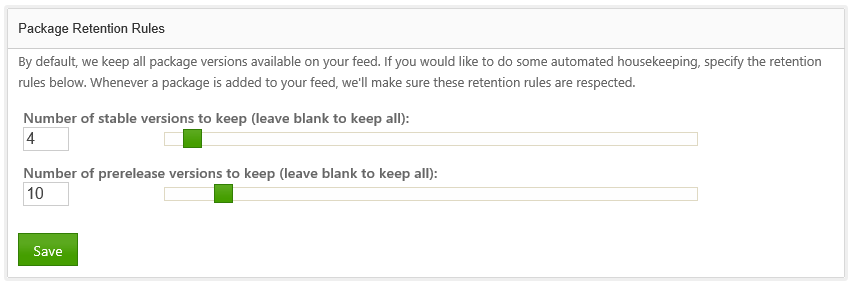 Package Retention Rules
By default, we keep all package versions available on your feed. If you would like to do some automated housekeeping, specify the retention
rules below. Whenever a package is added to your feed, we'll make sure these retention rules are respected.
Number of stable versions to keep (leave blank to keep all):
4
Number of prerelease versions to keep (leave blank to keep all):
10
Save